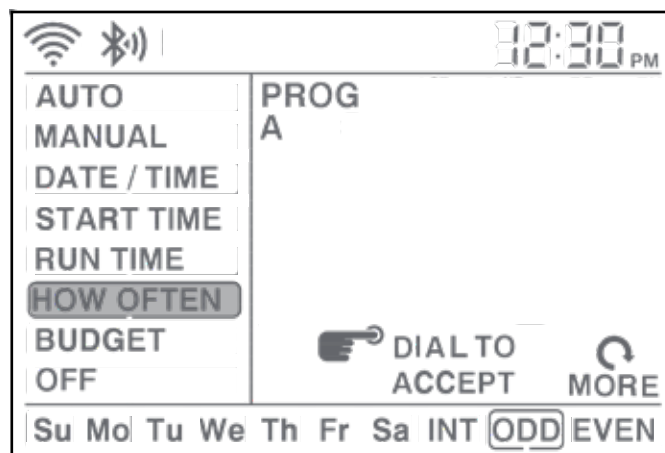 12:30 PM
AUTO
MANUAL
DATE / TIME
START TIME
RUN TIME
HOW OFTEN
BUDGET
OFF
PROG
A
DIAL TO
ACCEPT
MORE
Su Mo Tu We Th Fr Sa INT ODD EVEN